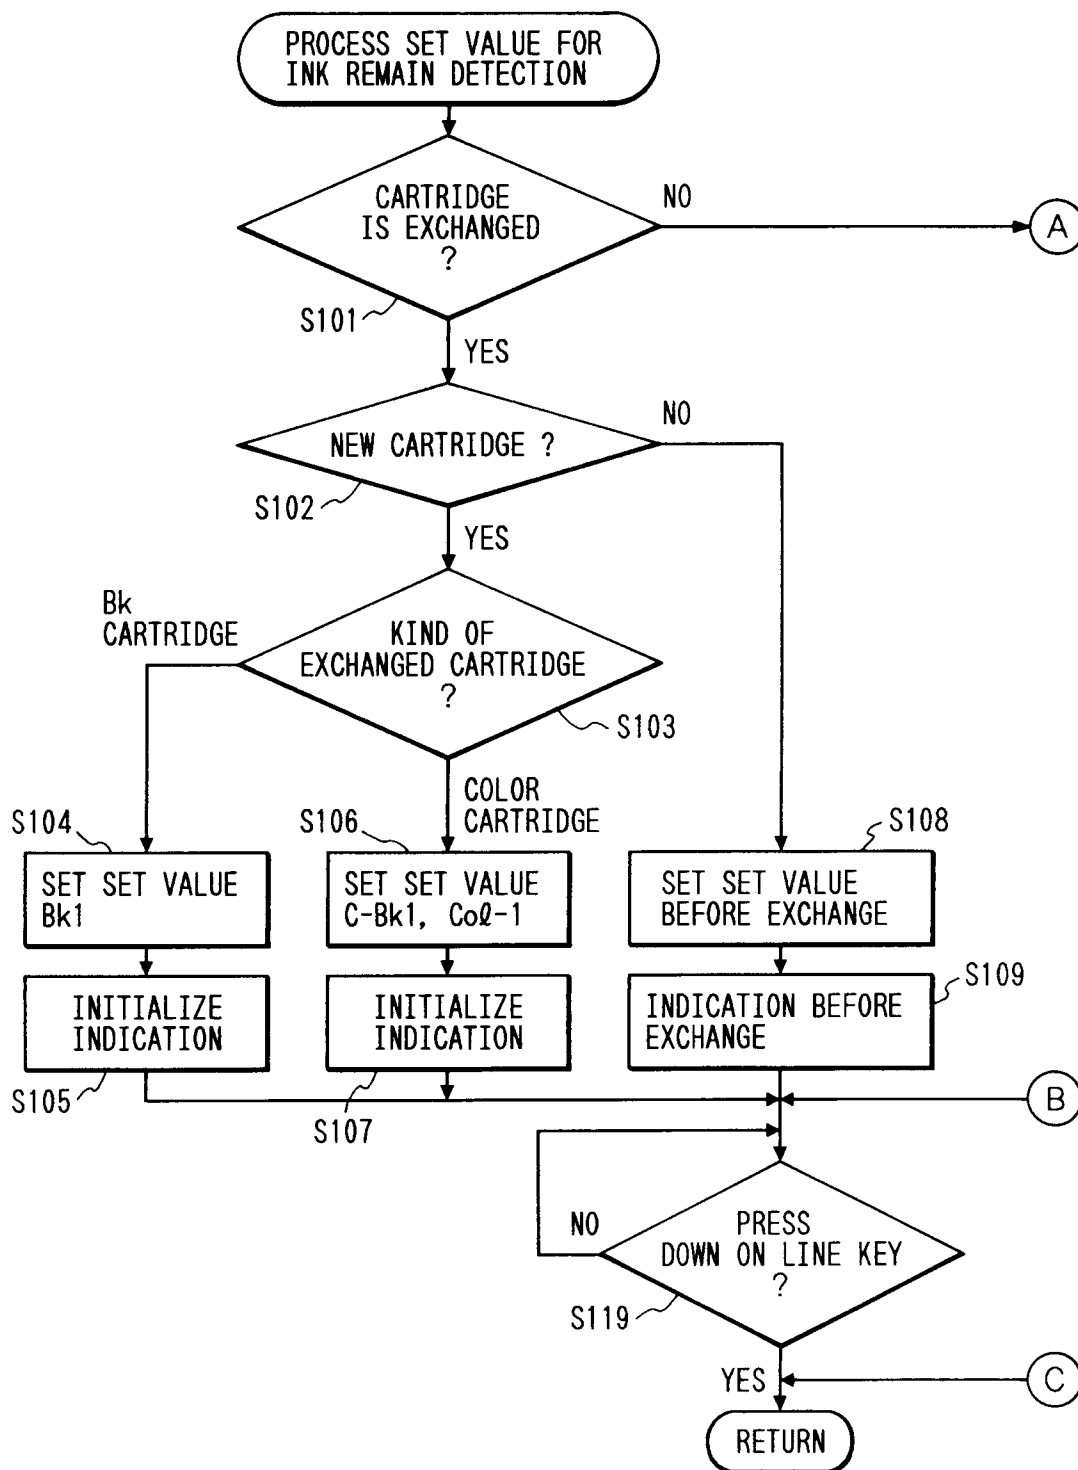 PROCESS SET VALUE FOR
INK REMAIN DETECTION
CARTRIDGE
IS EXCHANGED
?
NO
A
S101
YES
NEW CARTRIDGE ?
NO
S102
YES
Bk
CARTRIDGE
KIND OF
EXCHANGED CARTRIDGE
?
S103
COLOR
CARTRIDGE
S104
S106
S108
SET SET VALUE
Bk1
SET SET VALUE
C-Bk1, Coℓ-1
SET SET VALUE
BEFORE EXCHANGE
S109
INITIALIZE
INDICATION
INITIALIZE
INDICATION
INDICATION BEFORE
EXCHANGE
S105
S107
B
NO
PRESS
DOWN ON LINE KEY
?
S119
YES
C
RETURN